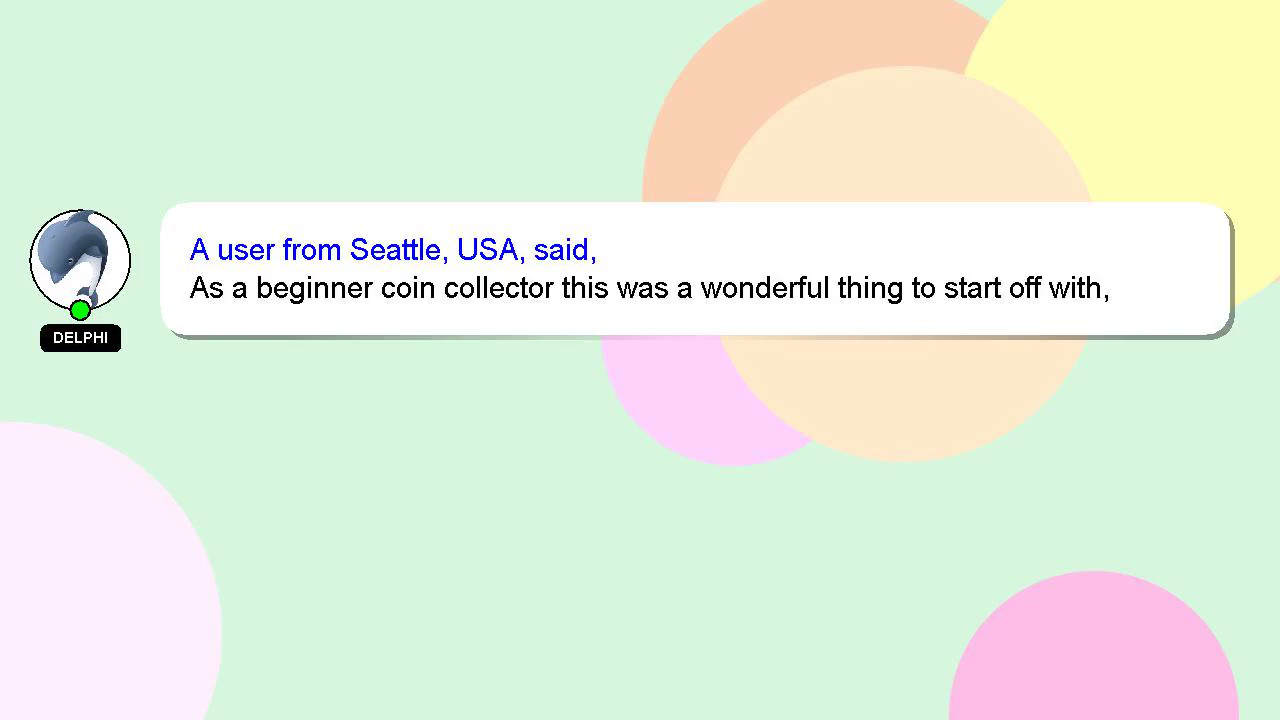 A user from Seattle, USA, said,
As a beginner coin collector this was a wonderful thing to start off with,
DELPHI